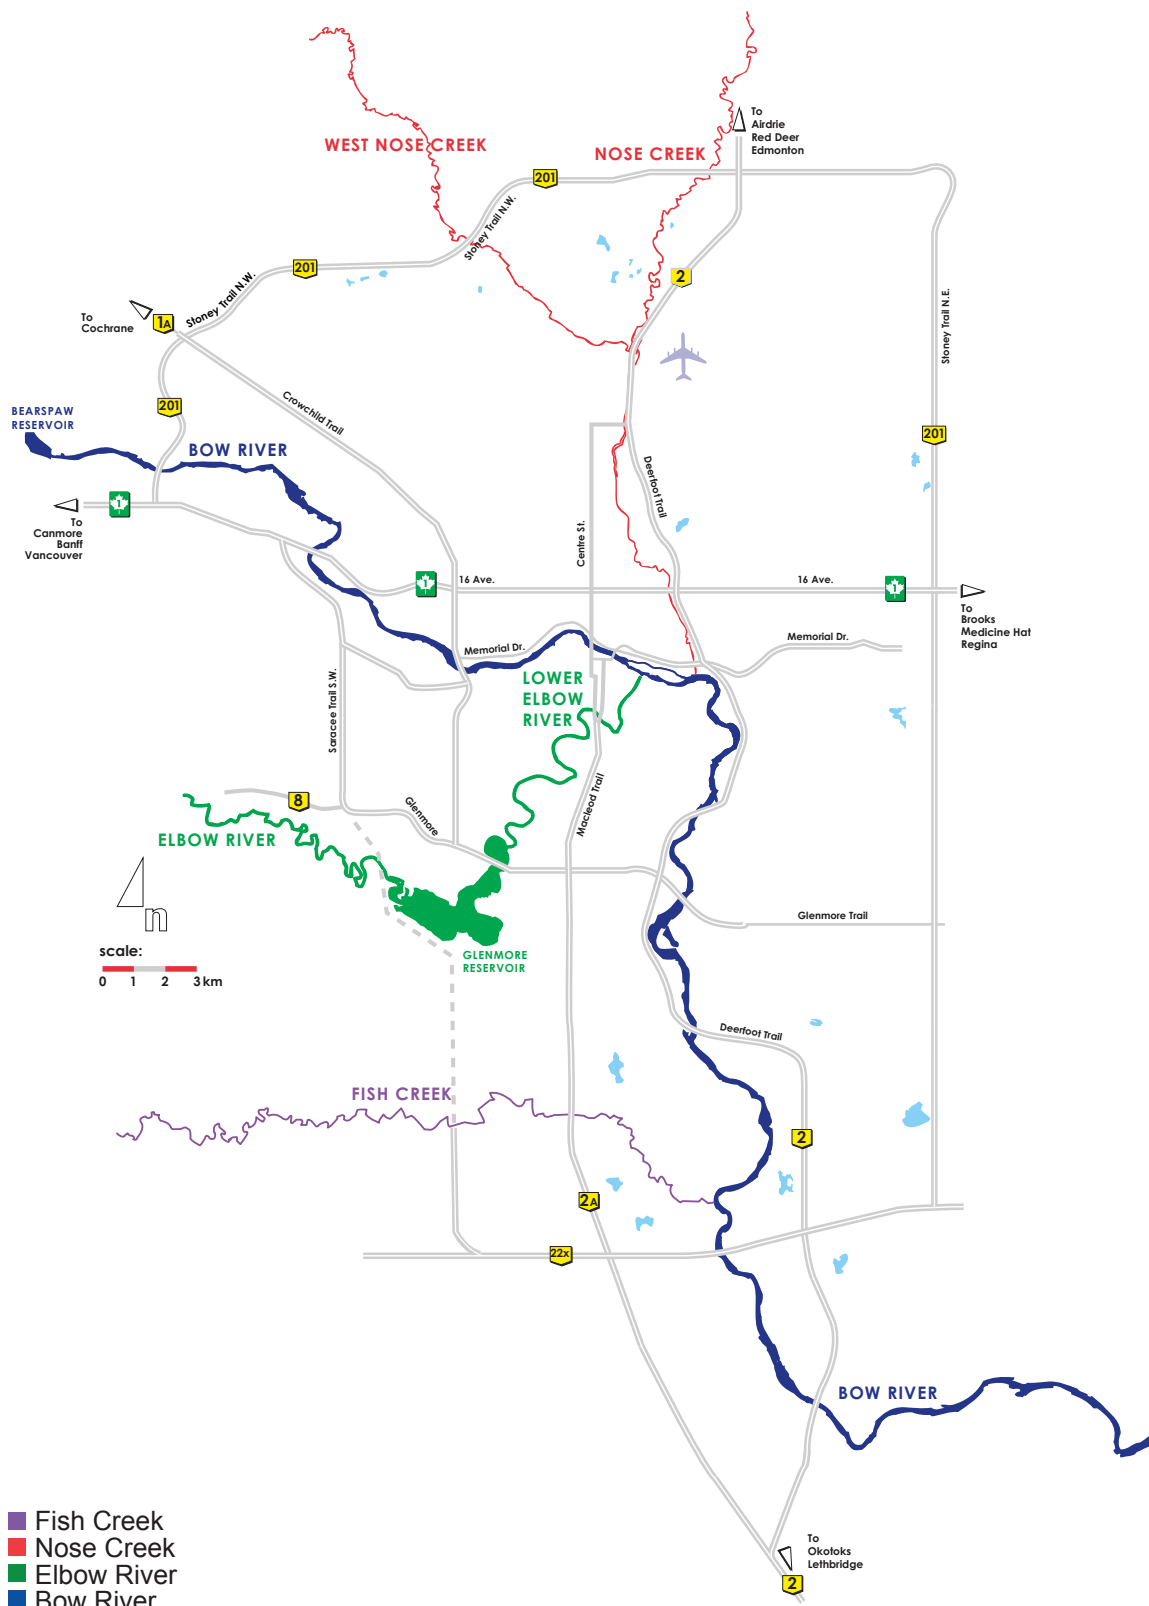 To
Airdrie
Red Deer
Edmonton
WEST NOSE CREEK
NOSE CREEK
201
Stoney Trail N.W.
201
2
Stoney Trail N.W.
To
Cochrane
1A
Stoney Trail N.E.
Crowchild Trail
201
BEARSPAW
RESERVOIR
BOW RIVER
201
Deerfoot Trail
1
To
Canmore
Banff
Vancouver
Centre St.
1
16 Ave.
16 Ave.
1
To
Brooks
Medicine Hat
Regina
Memorial Dr.
Memorial Dr.
LOWER
ELBOW
RIVER
Saracee Trail S.W.
Macleod Trail
8
Glenmore
ELBOW RIVER
n
Glenmore Trail
scale:
0 1 2 3 km
GLENMORE
RESERVOIR
Deerfoot Trail
FISH CREEK
2
2A
22x
BOW RIVER
Fish Creek
Nose Creek
Elbow River
Bow River
To
Okotoks
Lethbridge
2